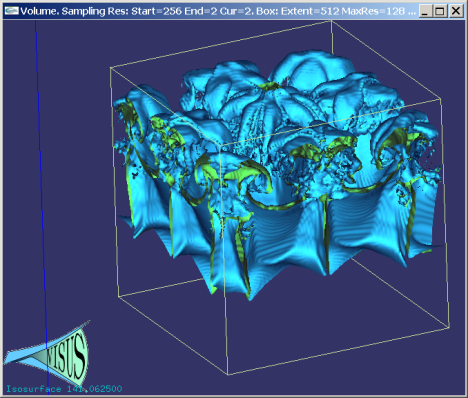 Volume. Sampling Res: Start=256 End=2 Cur=2. Box: Extent=512 MaxRes=128 ...
VISUS
Isosurface 141.062500